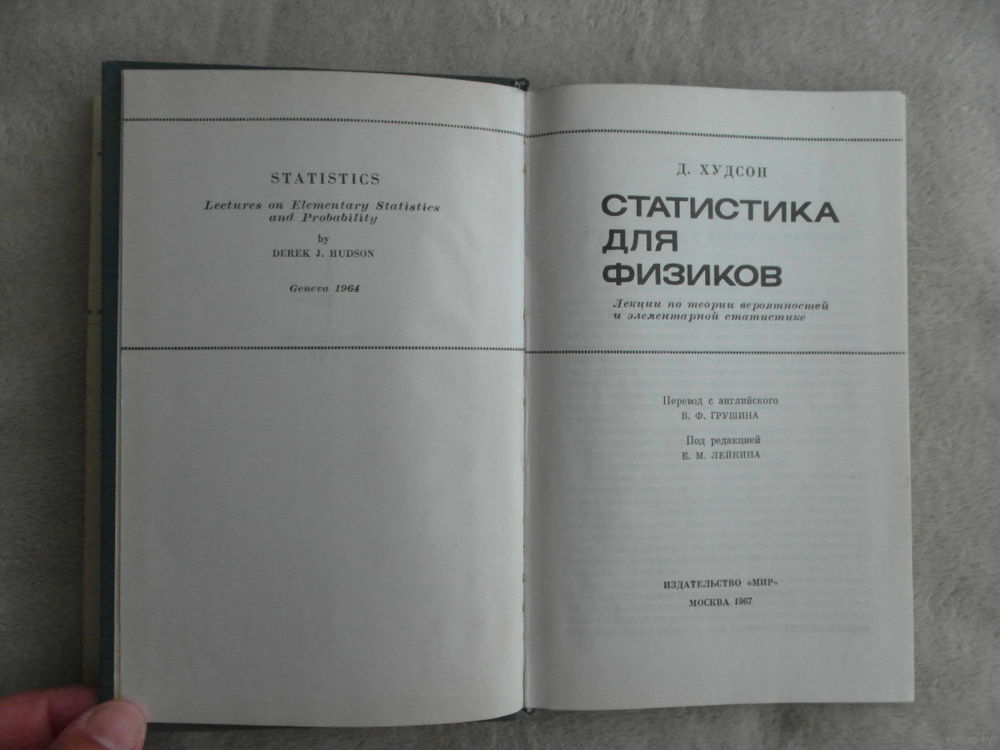 STATISTICS
Lectures on Elementary Statistics
and Probability
by
DEREK J. HUDSON
Geneva 1964
Д. ХУДСОН
СТАТИСТИКА
ДЛЯ
ФИЗИКОВ
Лекции по теории вероятностей
и элементарной статистике
Перевод с английского
В. Ф. ГРУШИНА
Под редакцией
Е. М. ЛЕЙКИНА
ИЗДАТЕЛЬСТВО «МИР»
МОСКВА 1967